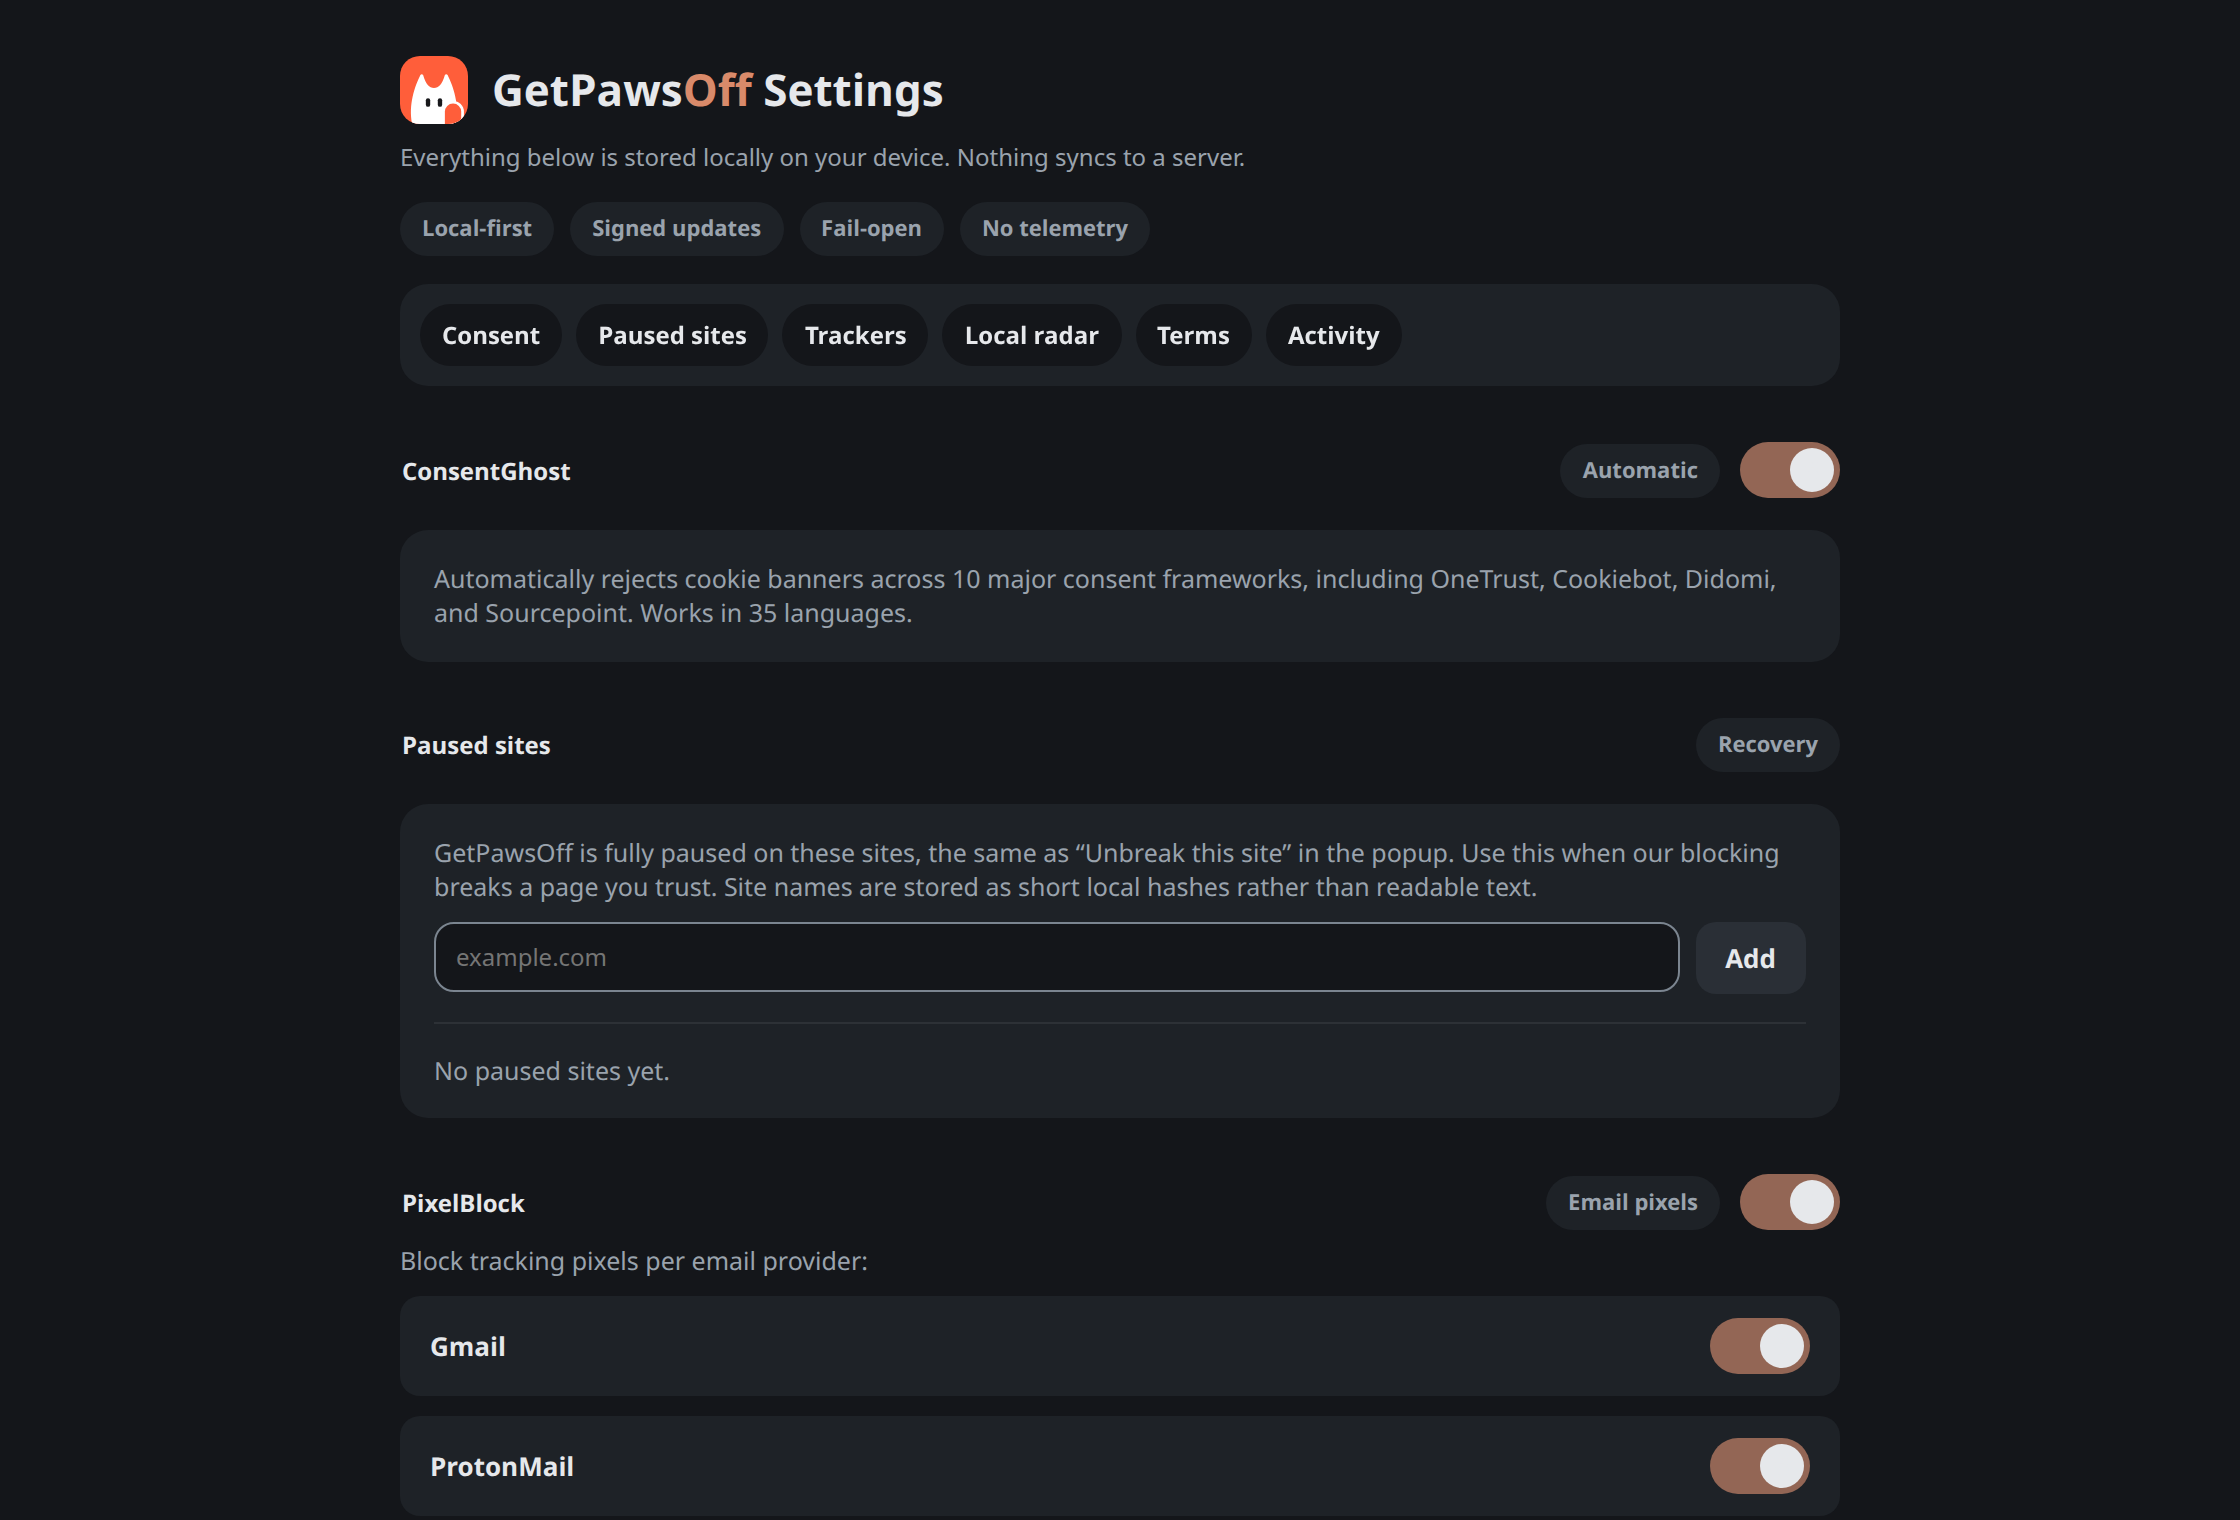 GetPawsOff Settings
Everything below is stored locally on your device. Nothing syncs to a server.
Local-first Signed updates Fail-open No telemetry
Consent Paused sites Trackers Local radar Terms Activity
ConsentGhost Automatic
Automatically rejects cookie banners across 10 major consent frameworks, including OneTrust, Cookiebot, Didomi,
and Sourcepoint. Works in 35 languages.
Paused sites Recovery
GetPawsOff is fully paused on these sites, the same as “Unbreak this site” in the popup. Use this when our blocking
breaks a page you trust. Site names are stored as short local hashes rather than readable text.
example.com Add
No paused sites yet.
PixelBlock Email pixels
Block tracking pixels per email provider:
Gmail
ProtonMail